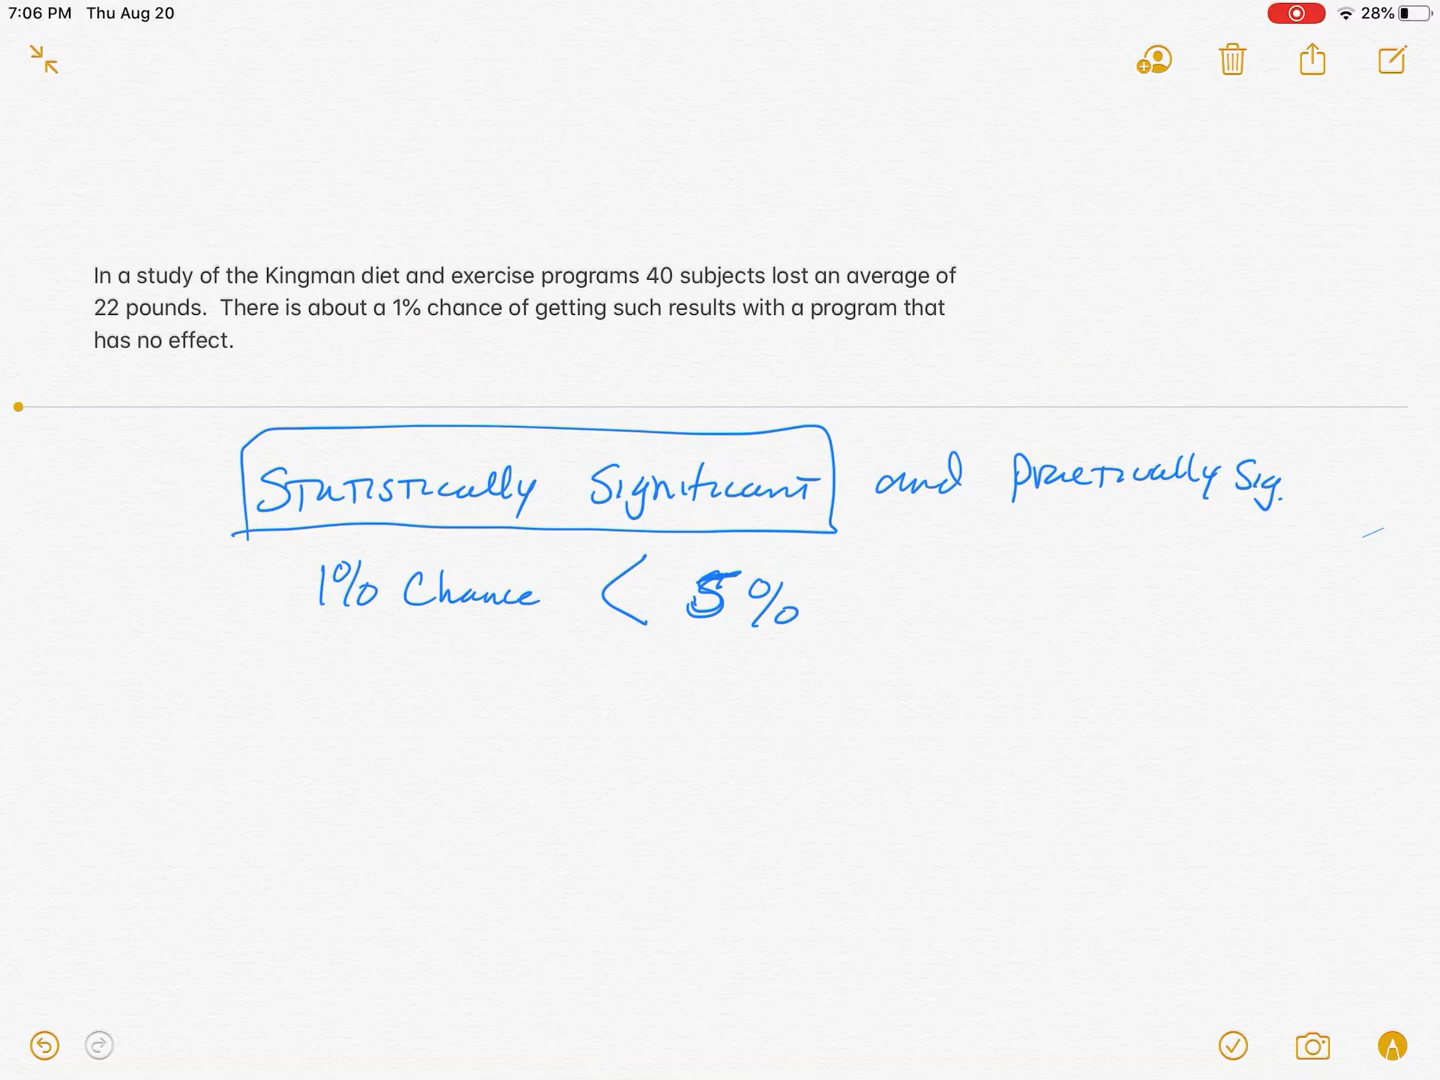 7:06 PM Thu Aug 20 28%
In a study of the Kingman diet and exercise programs 40 subjects lost an average of
22 pounds. There is about a 1% chance of getting such results with a program that
has no effect.
Statistically Significant and practically Sig.
1% Chance < 5%